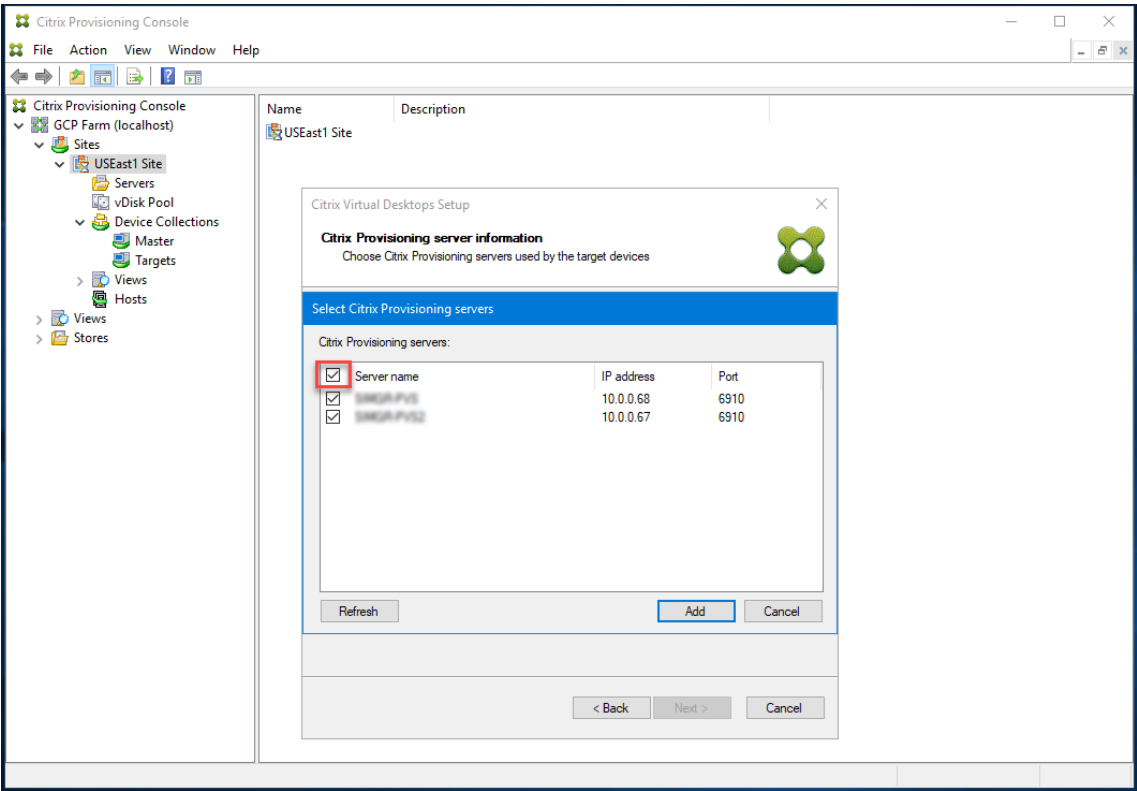 Citrix Provisioning Console
File Action View Window Help
Citrix Provisioning Console
GCP Farm (localhost)
Sites
USEast1 Site
Servers
vDisk Pool
Device Collections
Master
Targets
Views
Hosts
Views
Stores
Name Description
USEast1 Site
Citrix Virtual Desktops Setup
Citrix Provisioning server information
Choose Citrix Provisioning servers used by the target devices
Select Citrix Provisioning servers
Citrix Provisioning servers:
Server name IP address Port
10.0.0.68 6910
10.0.0.67 6910
Refresh Add Cancel
< Back Next > Cancel